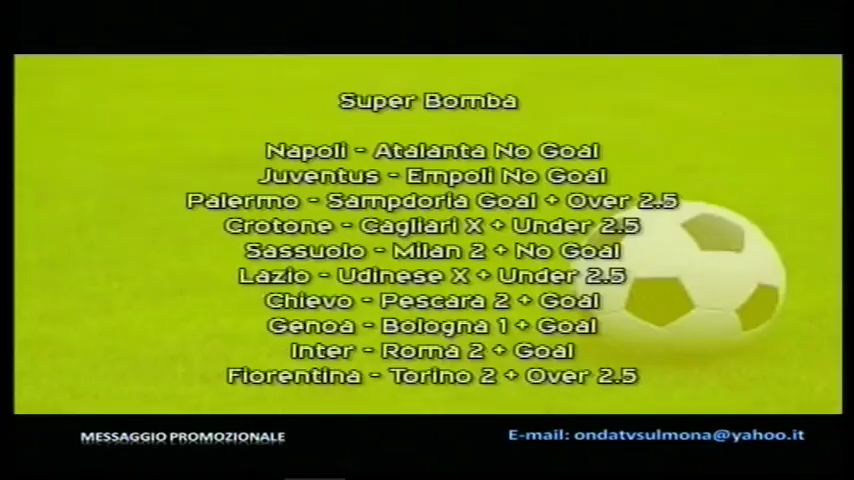 Super Bomba
Napoli - Atalanta No Goal
Juventus - Empoli No Goal
Palermo - Sampdoria Goal + Over 2.5
Crotone - Cagliari X + Under 2.5
Sassuolo - Milan 2 + No Goal
Lazio - Udinese X + Under 2.5
Chievo - Pescara 2 + Goal
Genoa - Bologna 1 + Goal
Inter - Roma 2 + Goal
Fiorentina - Torino 2 + Over 2.5
MESSAGGIO PROMOZIONALE
E-mail: ondatvsulmona@yahoo.it